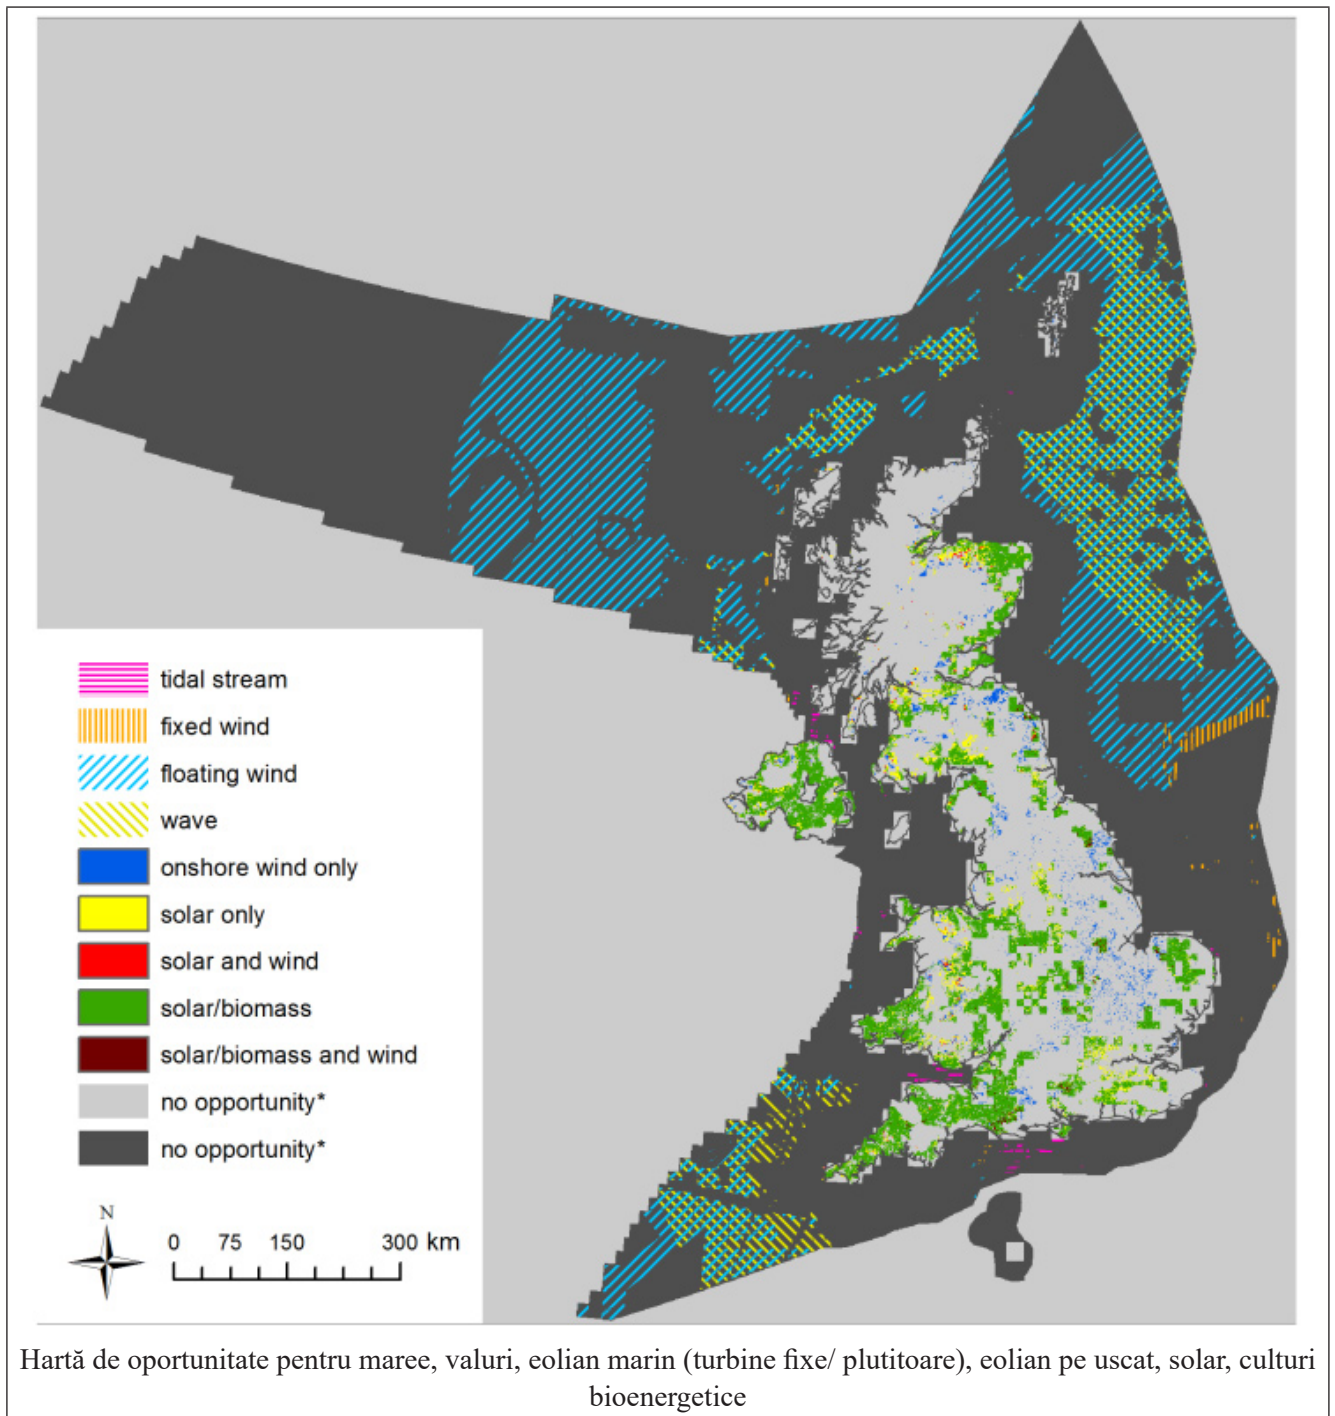 tidal stream
fixed wind
floating wind
wave
onshore wind only
solar only
solar and wind
solar/biomass
solar/biomass and wind
no opportunity*
no opportunity*
N
0 75 150 300 km
Hartă de oportunitate pentru maree, valuri, eolian marin (turbine fixe/ plutitoare), eolian pe uscat, solar, culturi
bioenergetice